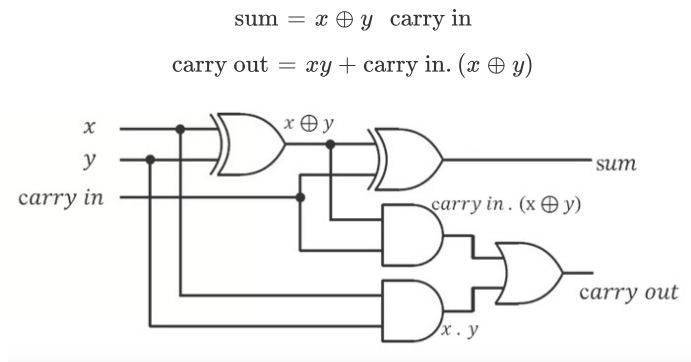 sum = x ⊕ y carry in
carry out = xy + carry in. (x ⊕ y)
x
x ⊕ y
y
sum
carry in
carry in . (x ⊕ y)
carry out
x . y